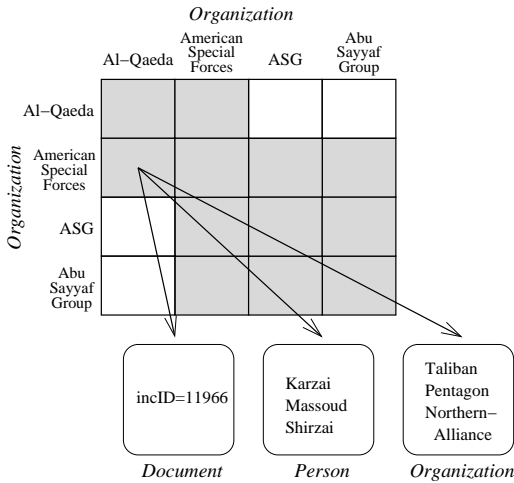 Organization
American
Special
Forces
Al−Qaeda
ASG
Abu
Sayyaf
Group
Organization
Al−Qaeda
American
Special
Forces
ASG
Abu
Sayyaf
Group
incID=11966
Document
Karzai
Massoud
Shirzai
Person
Taliban
Pentagon
Northern−
Alliance
Organization